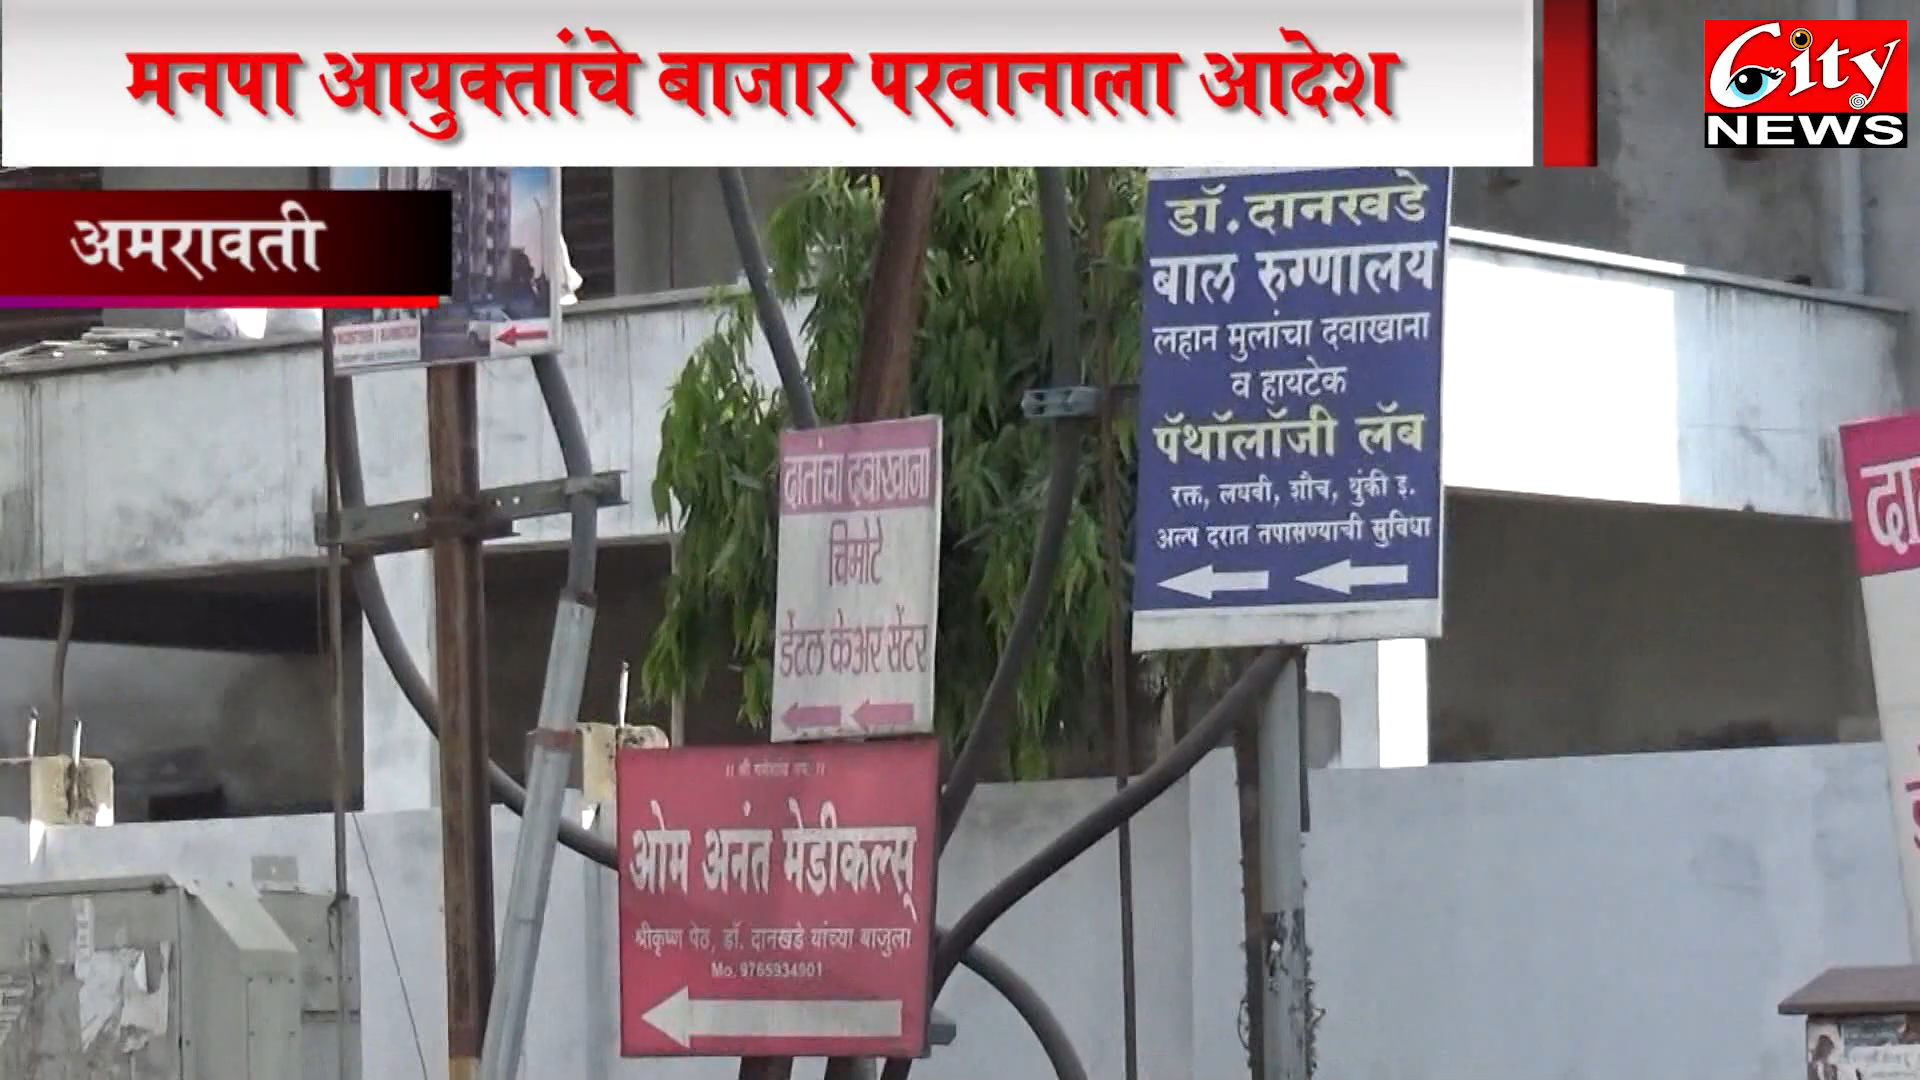 मनपा आयुक्तांचे बाजार परवानाला आदेश
City
NEWS
अमरावती
डॉ. दानखडे
बाल रुग्णालय
लहान मुलांचा दवाखाना
व हायटेक
पॅथॉलॉजी लॅब
रक्त, लघवी, शौच, थुंकी इ.
अल्प दरात तपासण्याची सुविधा
दातांचा दवाखाना
चिमोटे
डेंटल केअर सेंटर
ओम अनंत मेडीकल्स्
श्रीकृष्ण पेठ, डॉ. दानखडे यांच्या बाजुला
Mo. 9765934901